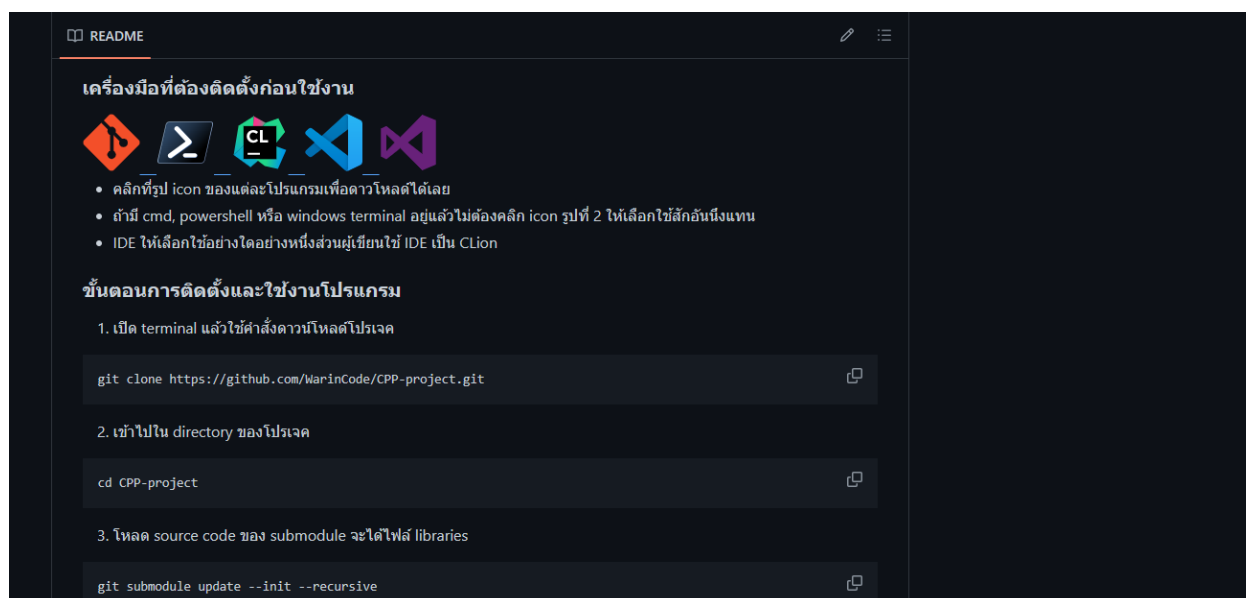 README
เครื่องมือที่ต้องติดตั้งก่อนใช้งาน
CL
คลิกที่รูป icon ของแต่ละโปรแกรมเพื่อดาวโหลดได้เลย
ถ้ามี cmd, powershell หรือ windows terminal อยู่แล้วไม่ต้องคลิก icon รูปที่ 2 ให้เลือกใช้สักอันนึงแทน
IDE ให้เลือกใช้อย่างใดอย่างหนึ่งส่วนผู้เขียนใช้ IDE เป็น CLion
ขั้นตอนการติดตั้งและใช้งานโปรแกรม
1. เปิด terminal แล้วใช้คำสั่งดาวน์โหลดโปรเจค
git clone https://github.com/WarinCode/CPP-project.git
2. เข้าไปใน directory ของโปรเจค
cd CPP-project
3. โหลด source code ของ submodule จะได้ไฟล์ libraries
git submodule update --init --recursive